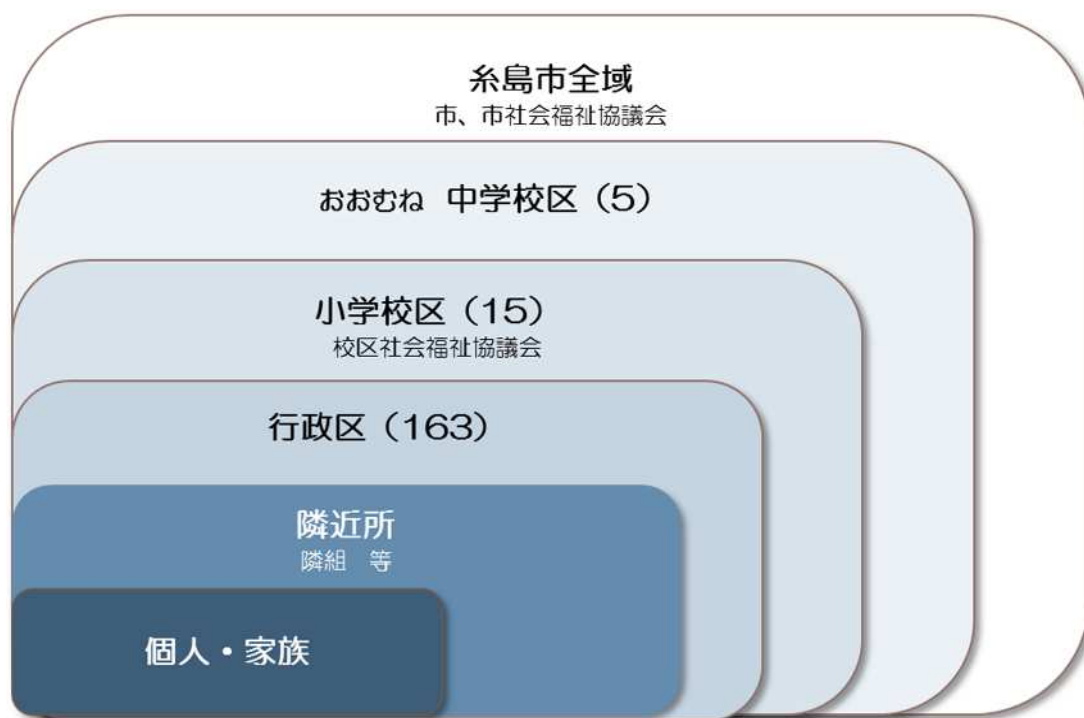 糸島市全域
市、市社会福祉協議会
おおむね 中学校区（5）
小学校区（15）
校区社会福祉協議会
行政区（163）
隣近所
隣組 等
個人・家族